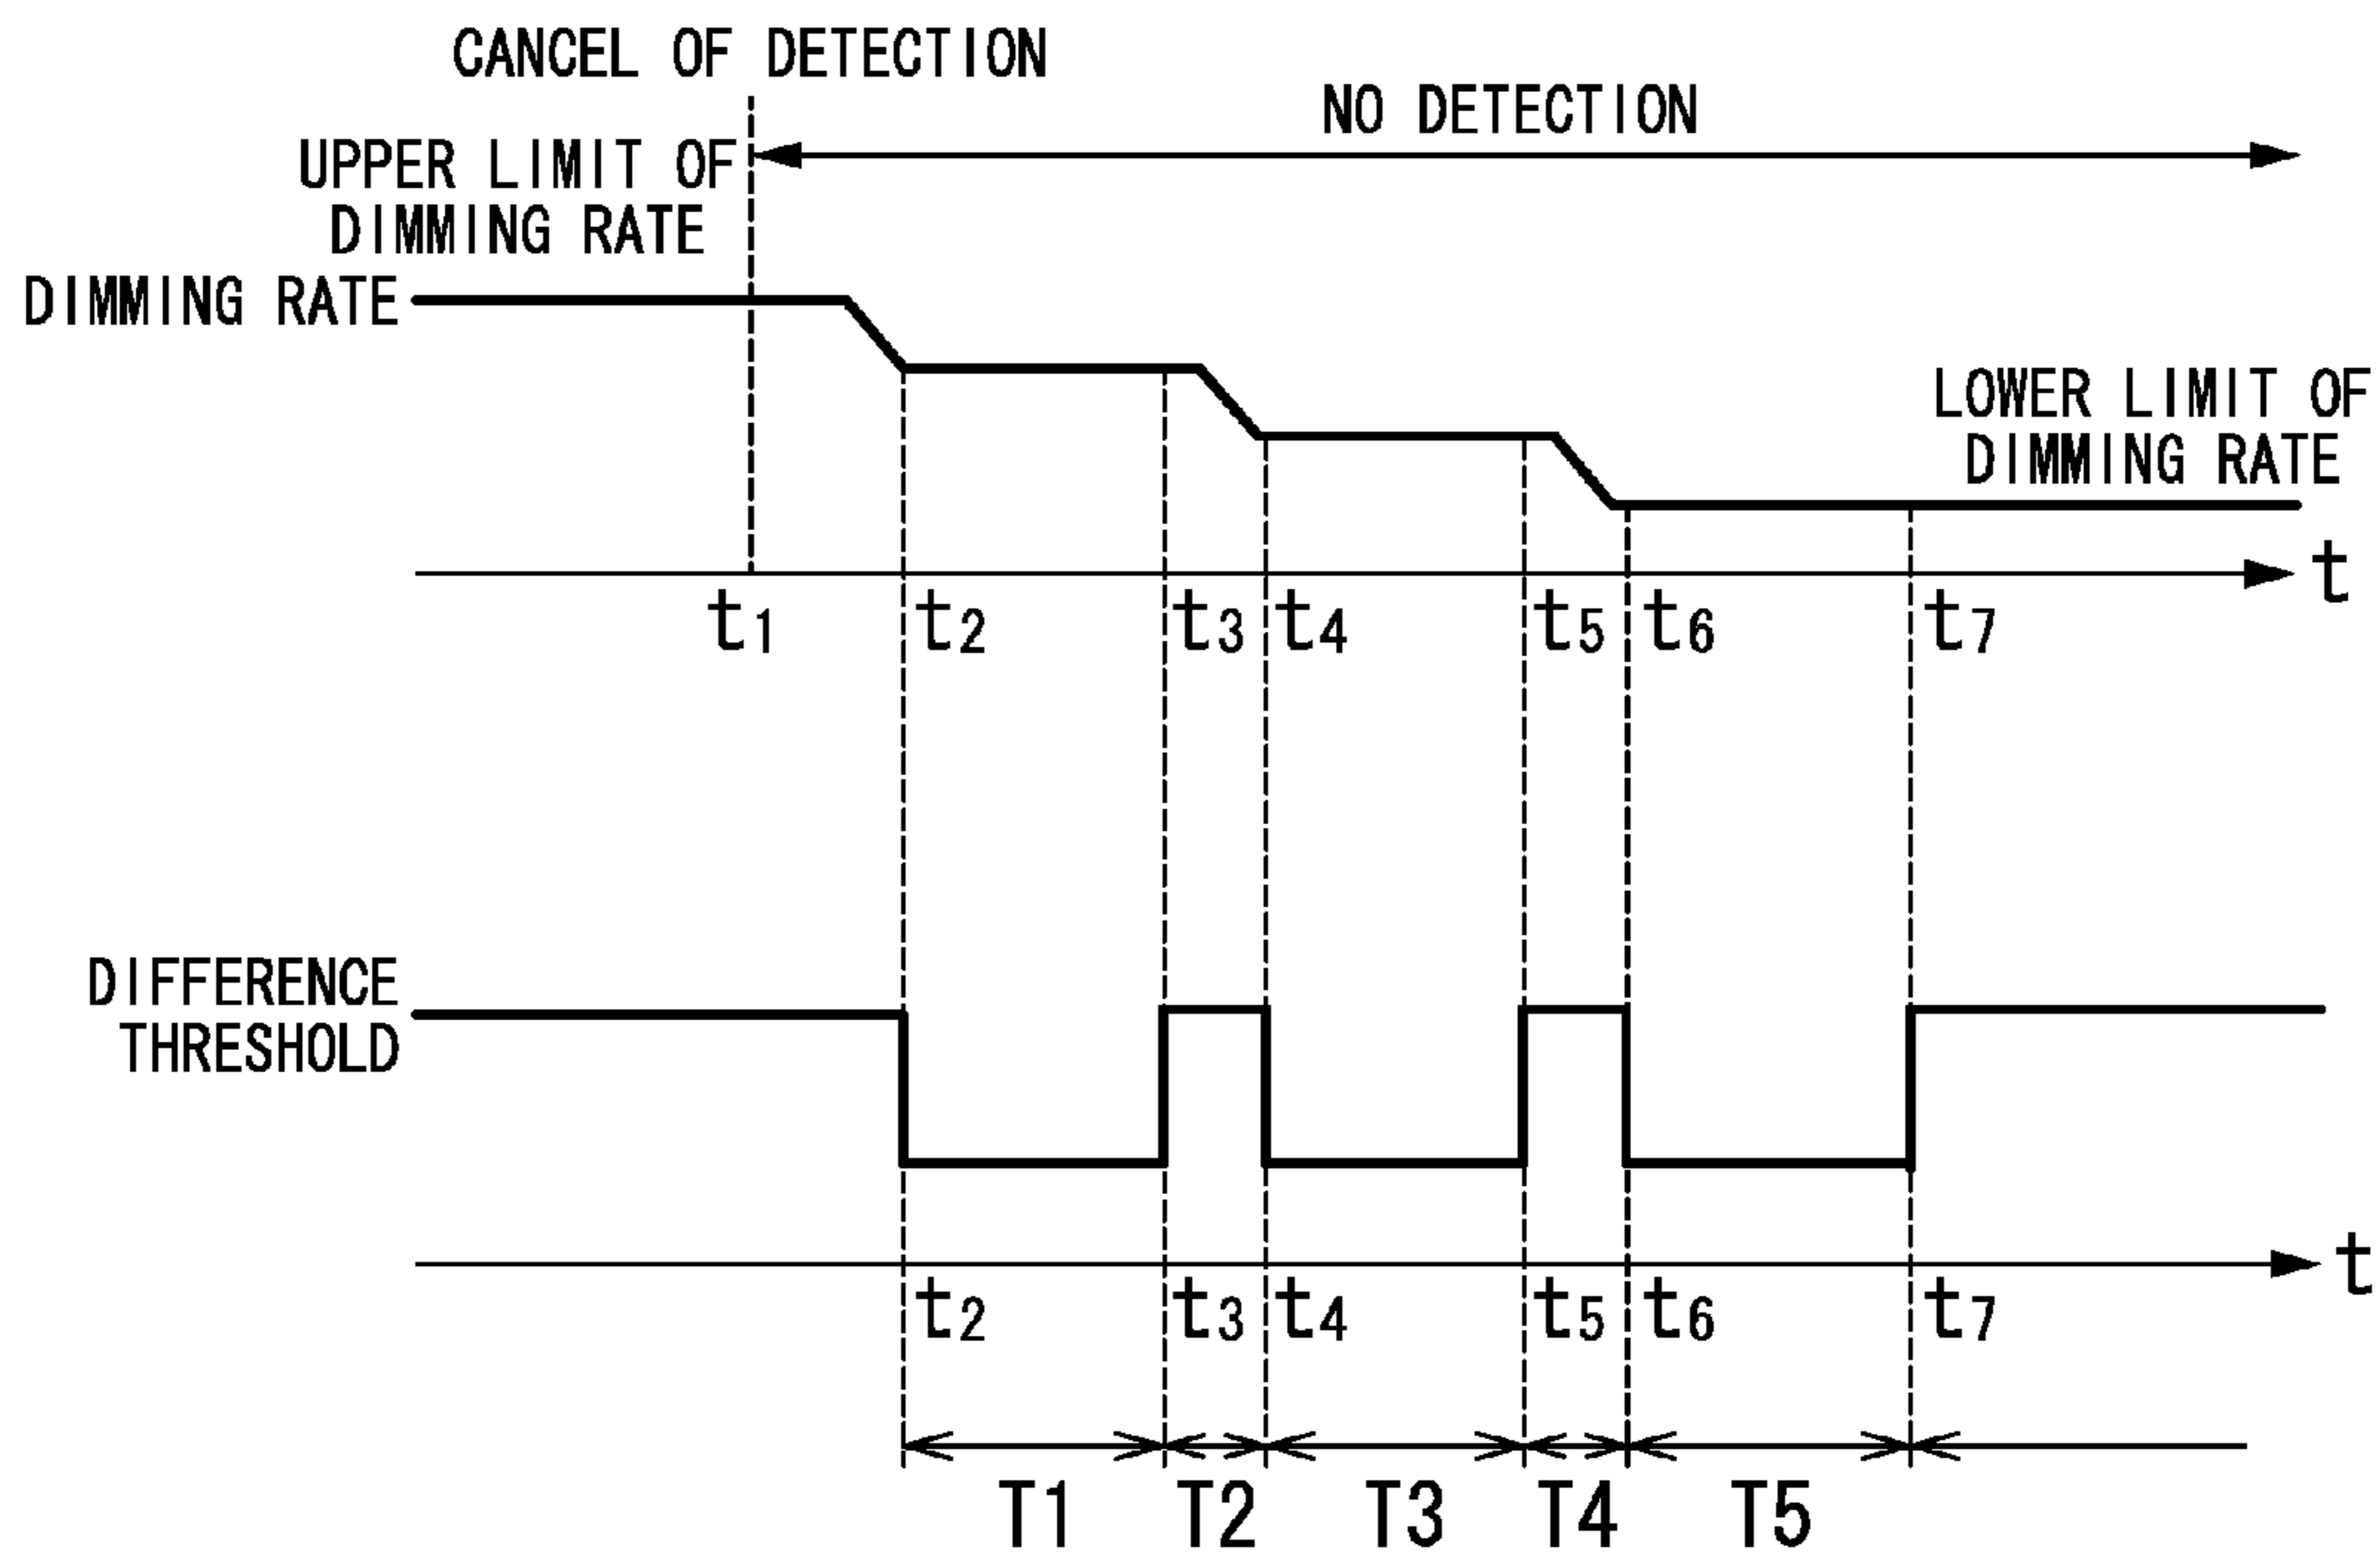 CANCEL OF DETECTION
NO DETECTION
UPPER LIMIT OF
DIMMING RATE
DIMMING RATE
LOWER LIMIT OF
DIMMING RATE
t
t1 t2 t3 t4 t5 t6 t7
DIFFERENCE
THRESHOLD
t
t2 t3 t4 t5 t6 t7
T1 T2 T3 T4 T5